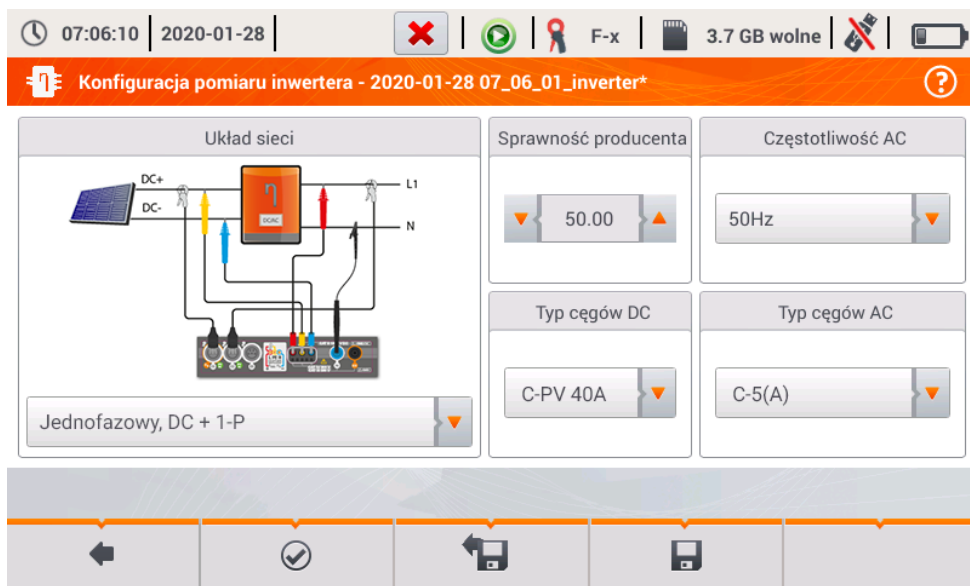 07:06:10 2020-01-28 F-x 3.7 GB wolne
Konfiguracja pomiaru inwertera - 2020-01-28 07_06_01_inverter*
?
Układ sieci
DC+
DC-
DC/AC
L1
N
Jednofazowy, DC + 1-P
Sprawność producenta
50.00
Częstotliwość AC
50Hz
Typ cęgów DC
C-PV 40A
Typ cęgów AC
C-5(A)